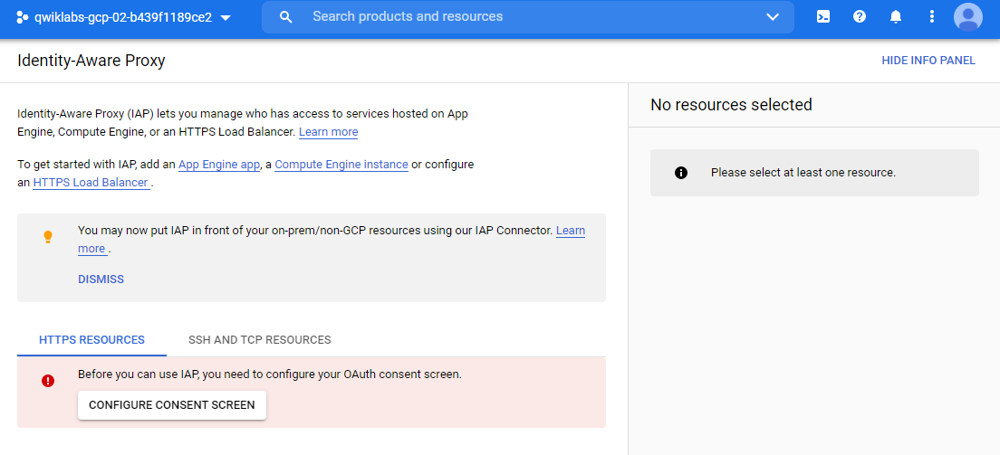 qwiklabs-gcp-02-b439f1189ce2
Search products and resources
Identity-Aware Proxy
HIDE INFO PANEL
Identity-Aware Proxy (IAP) lets you manage who has access to services hosted on App
Engine, Compute Engine, or an HTTPS Load Balancer. Learn more
To get started with IAP, add an App Engine app, a Compute Engine instance or configure
an HTTPS Load Balancer .
You may now put IAP in front of your on-prem/non-GCP resources using our IAP Connector. Learn
more .
DISMISS
HTTPS RESOURCES
SSH AND TCP RESOURCES
Before you can use IAP, you need to configure your OAuth consent screen.
CONFIGURE CONSENT SCREEN
No resources selected
Please select at least one resource.